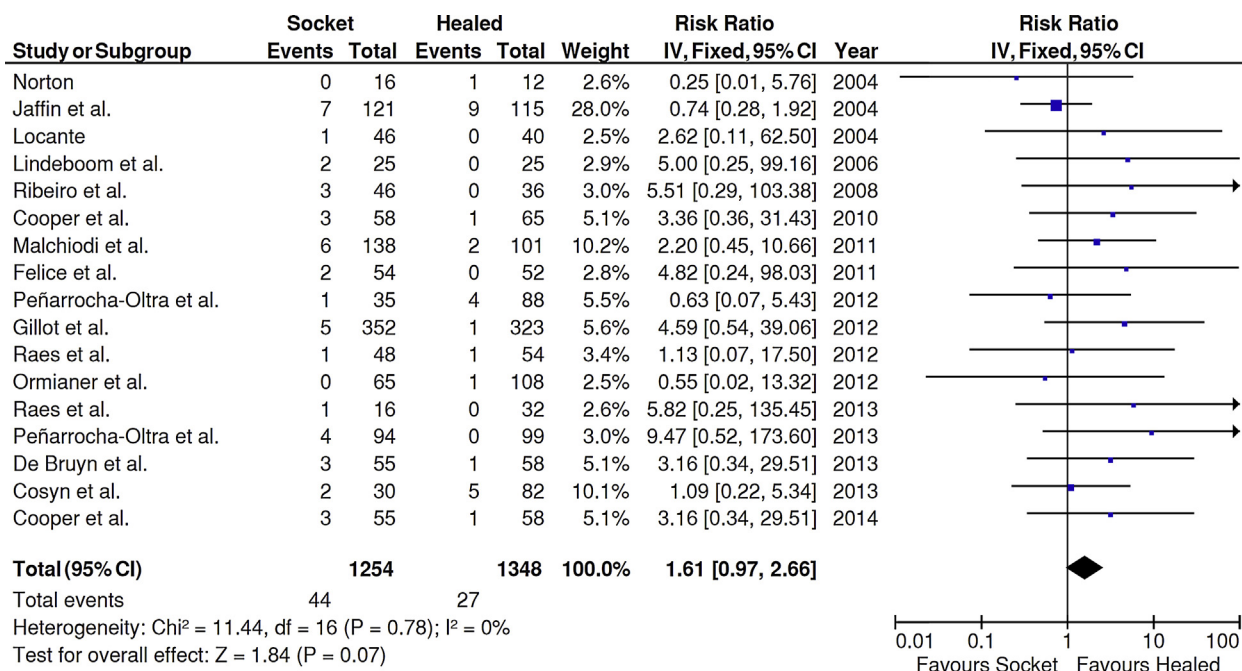 Socket Healed Risk Ratio Risk Ratio
Study or Subgroup Events Total Events Total Weight IV, Fixed, 95% CI Year IV, Fixed, 95% CI
Norton 0 16 1 12 2.6% 0.25 [0.01, 5.76] 2004
Jaffin et al. 7 121 9 115 28.0% 0.74 [0.28, 1.92] 2004
Locante 1 46 0 40 2.5% 2.62 [0.11, 62.50] 2004
Lindeboom et al. 2 25 0 25 2.9% 5.00 [0.25, 99.16] 2006
Ribeiro et al. 3 46 0 36 3.0% 5.51 [0.29, 103.38] 2008
Cooper et al. 3 58 1 65 5.1% 3.36 [0.36, 31.43] 2010
Malchiodi et al. 6 138 2 101 10.2% 2.20 [0.45, 10.66] 2011
Felice et al. 2 54 0 52 2.8% 4.82 [0.24, 98.03] 2011
Peñarrocha-Oltra et al. 1 35 4 88 5.5% 0.63 [0.07, 5.43] 2012
Gillot et al. 5 352 1 323 5.6% 4.59 [0.54, 39.06] 2012
Raes et al. 1 48 1 54 3.4% 1.13 [0.07, 17.50] 2012
Ormianer et al. 0 65 1 108 2.5% 0.55 [0.02, 13.32] 2012
Raes et al. 1 16 0 32 2.6% 5.82 [0.25, 135.45] 2013
Peñarrocha-Oltra et al. 4 94 0 99 3.0% 9.47 [0.52, 173.60] 2013
De Bruyn et al. 3 55 1 58 5.1% 3.16 [0.34, 29.51] 2013
Cosyn et al. 2 30 5 82 10.1% 1.09 [0.22, 5.34] 2013
Cooper et al. 3 55 1 58 5.1% 3.16 [0.34, 29.51] 2014
Total (95% CI) 1254 1348 100.0% 1.61 [0.97, 2.66]
Total events 44 27
Heterogeneity: Chi² = 11.44, df = 16 (P = 0.78); I² = 0%
Test for overall effect: Z = 1.84 (P = 0.07)
0.01 0.1 1 10 100
Favours Socket Favours Healed